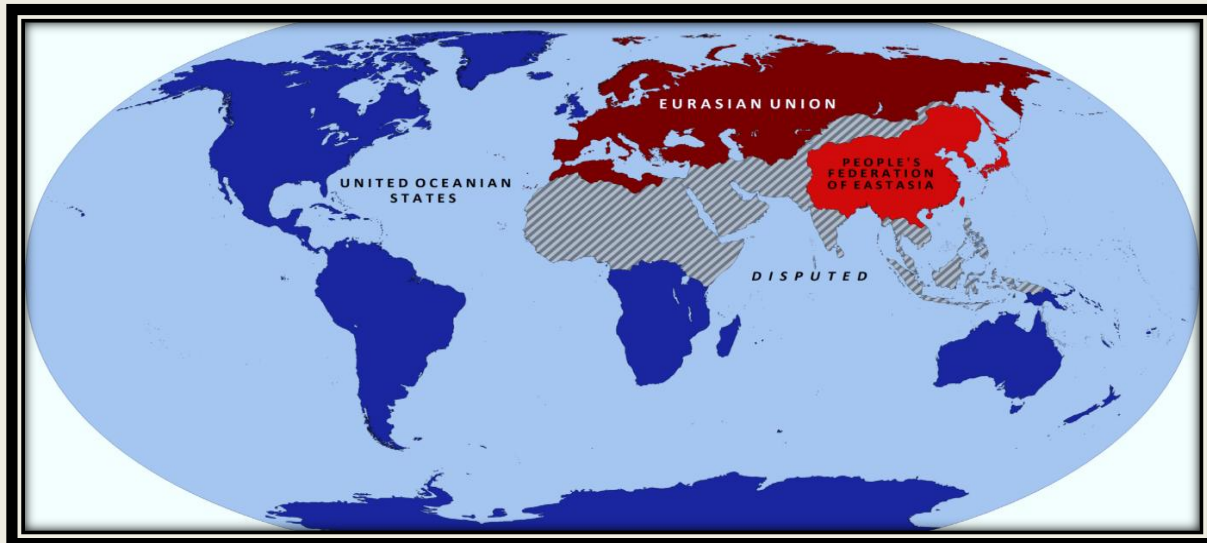 EURASIAN UNION
PEOPLE'S
FEDERATION
OF EASTASIA
UNITED OCEANIAN
STATES
DISPUTED